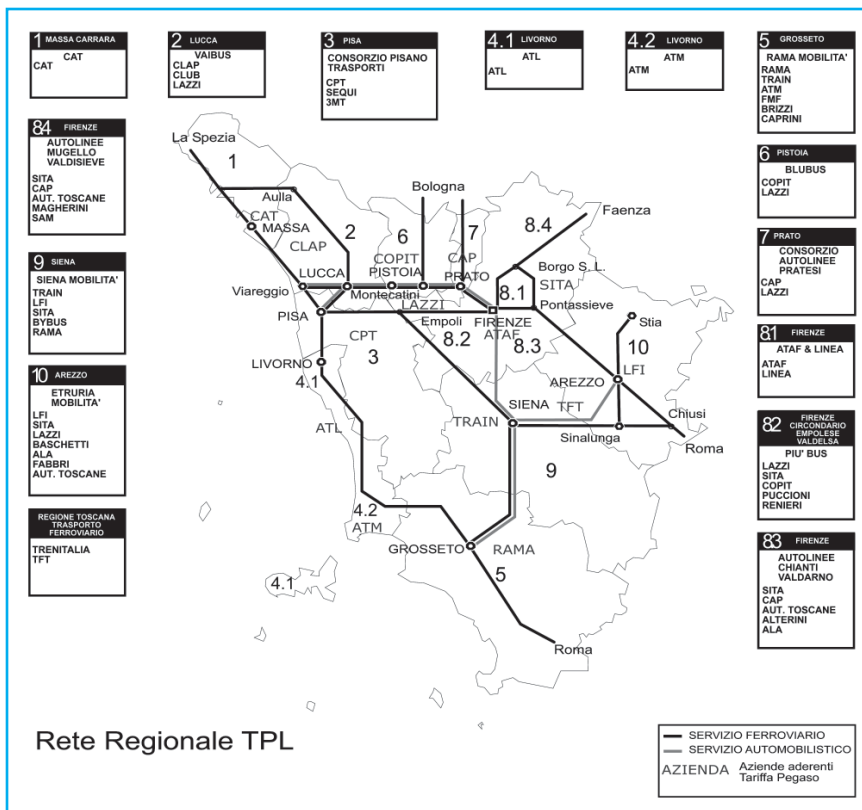 1 MASSA CARRARA
CAT
CAT
2 LUCCA
VAIBUS
CLAP
CLUB
LAZZI
3 PISA
CONSORZIO PISANO
TRASPORTI
CPT
SEQUI
3MT
4.1 LIVORNO
ATL
ATL
4.2 LIVORNO
ATM
ATM
5 GROSSETO
RAMA MOBILITA'
RAMA
TRAIN
ATM
FMF
BRIZZI
CAPRINI
84 FIRENZE
AUTOLINEE
MUGELLO
VALDISIEVE
SITA
CAP
AUT. TOSCANE
MAGHERINI
SAM
9 SIENA
SIENA MOBILITA'
TRAIN
LFI
SITA
BYBUS
RAMA
10 AREZZO
ETRURIA
MOBILITA'
LFI
SITA
LAZZI
BASCHETTI
ALA
FABBRI
AUT. TOSCANE
REGIONE TOSCANA
TRASPORTO
FERROVIARIO
TRENITALIA
TFT
6 PISTOIA
BLUBUS
COPIT
LAZZI
7 PRATO
CONSORZIO
AUTOLINEE
PRATESI
CAP
LAZZI
81 FIRENZE
ATAF & LINEA
ATAF
LINEA
82 FIRENZE
CIRCONDARIO
EMPOLESE
VALDELSA
PIU' BUS
LAZZI
SITA
COPIT
PUCCIONI
RENIERI
83 FIRENZE
AUTOLINEE
CHIANTI
VALDARNO
SITA
CAP
AUT. TOSCANE
ALTERINI
ALA
La Spezia
1
Aulla
Bologna
Faenza
8.4
CAT
MASSA
2
6
7
CLAP
COPIT
CAP
LUCCA
PISTOIA
PRATO
Borgo S. L.
SITA
8.1
Viareggio
Montecatini
LAZZI
Pontassieve
PISA
Empoli
FIRENZE
ATAF
Stia
CPT
3
8.2
8.3
10
LIVORNO
4.1
AREZZO
LFI
ATL
TRAIN
SIENA
TFT
Chiusi
Sinalunga
Roma
9
4.2
ATM
GROSSETO
RAMA
5
4.1
Roma
Rete Regionale TPL
SERVIZIO FERROVIARIO
SERVIZIO AUTOMOBILISTICO
AZIENDA Aziende aderenti
Tariffa Pegaso